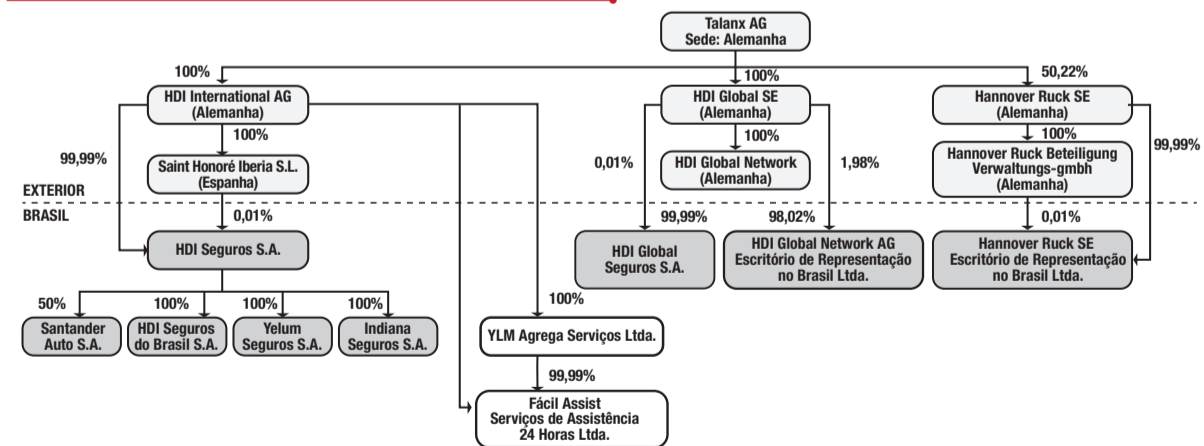 Talanx AG
Sede: Alemanha
100%
100%
50,22%
HDI International AG
(Alemanha)
HDI Global SE
(Alemanha)
Hannover Ruck SE
(Alemanha)
99,99%
100%
0,01%
100%
1,98%
100%
99,99%
Saint Honoré Iberia S.L.
(Espanha)
HDI Global Network
(Alemanha)
Hannover Ruck Beteiligung
Verwaltungs-gmbh
(Alemanha)
EXTERIOR
BRASIL
0,01%
99,99%
98,02%
0,01%
HDI Seguros S.A.
HDI Global
Seguros S.A.
HDI Global Network AG
Escritório de Representação
no Brasil Ltda.
Hannover Ruck SE
Escritório de Representação
no Brasil Ltda.
50%
100%
100%
100%
100%
Santander
Auto S.A.
HDI Seguros
do Brasil S.A.
Yelum
Seguros S.A.
Indiana
Seguros S.A.
YLM Agrega Serviços Ltda.
99,99%
Fácil Assist
Serviços de Assistência
24 Horas Ltda.